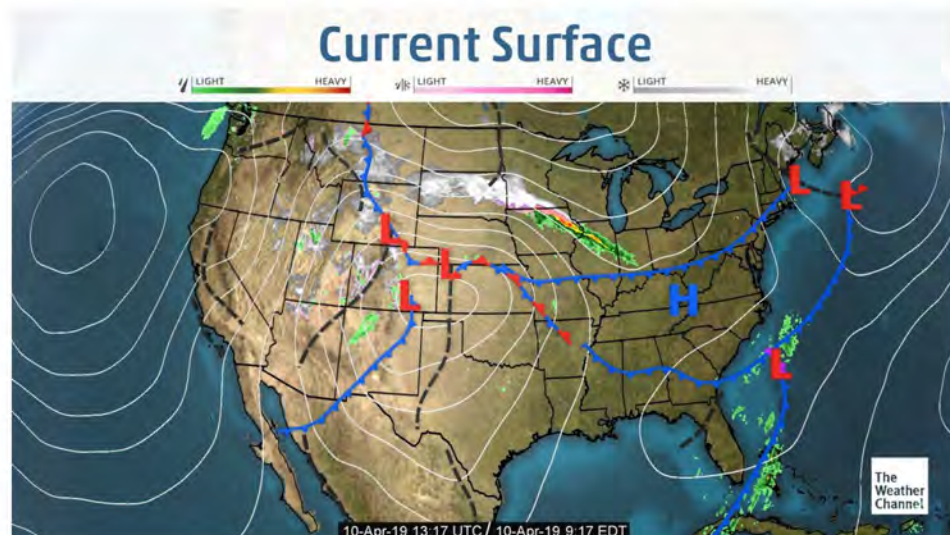 Current Surface
LIGHT HEAVY LIGHT HEAVY LIGHT HEAVY
L
L
L
L
L
L
L
H
The
Weather
Channel
10-Apr-19 13:17 UTC / 10-Apr-19 9:17 EDT